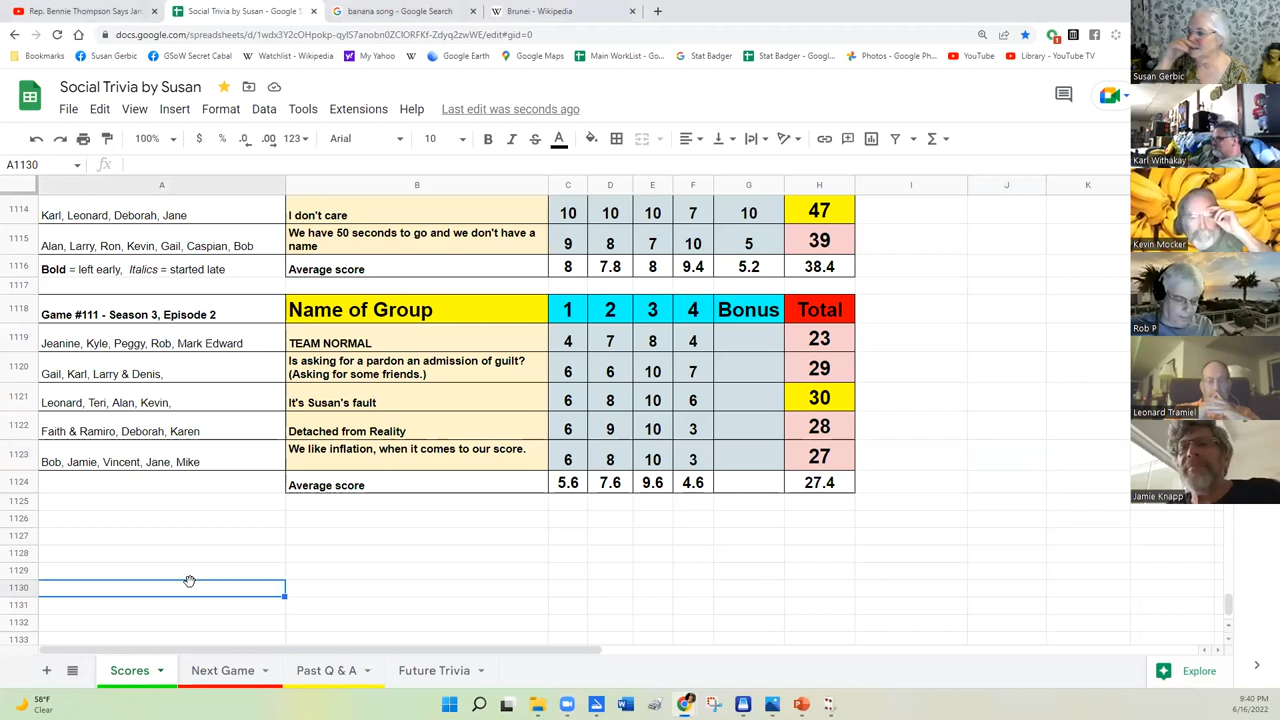 Rep. Bennie Thompson Says Jan
Social Trivia by Susan - Google S
banana song - Google Search
Brunei - Wikipedia
docs.google.com/spreadsheets/d/1wdx3Y2cOHpokp-qyIS7anobn0ZClORFKf-Zdyq2zwWE/edit#gid=0
Bookmarks
Susan Gerbic
GSoW Secret Cabal
Watchlist - Wikipedia
My Yahoo
Google Earth
Google Maps
Main WorkList - Go...
Stat Badger
Stat Badger - Googl...
Photos - Google Ph...
YouTube
Library - YouTube TV
Social Trivia by Susan
File Edit View Insert Format Data Tools Extensions Help Last edit was seconds ago
100% $ % .0 .00 123 Arial 10 B I S A
A1130 fx
A B C D E F G H I J K
1114 Karl, Leonard, Deborah, Jane I don't care 10 10 10 7 10 47
1115 Alan, Larry, Ron, Kevin, Gail, Caspian, Bob We have 50 seconds to go and we don't have a
name 9 8 7 10 5 39
1116 Bold = left early, Italics = started late Average score 8 7.8 8 9.4 5.2 38.4
1117
1118 Game #111 - Season 3, Episode 2 Name of Group 1 2 3 4 Bonus Total
1119 Jeanine, Kyle, Peggy, Rob, Mark Edward TEAM NORMAL 4 7 8 4 23
1120 Gail, Karl, Larry & Denis, Is asking for a pardon an admission of guilt?
(Asking for some friends.) 6 6 10 7 29
1121 Leonard, Teri, Alan, Kevin, It's Susan's fault 6 8 10 6 30
1122 Faith & Ramiro, Deborah, Karen Detached from Reality 6 9 10 3 28
1123 Bob, Jamie, Vincent, Jane, Mike We like inflation, when it comes to our score. 6 8 10 3 27
1124 Average score 5.6 7.6 9.6 4.6 27.4
1125
1126
1127
1128
1129
1130
1131
1132
1133
Scores
Next Game
Past Q & A
Future Trivia
Explore
58°F
Clear
9:40 PM
6/16/2022
Susan Gerbic
Karl Withakay
Kevin Mocker
Rob P
Leonard Tramiel
Jamie Knapp